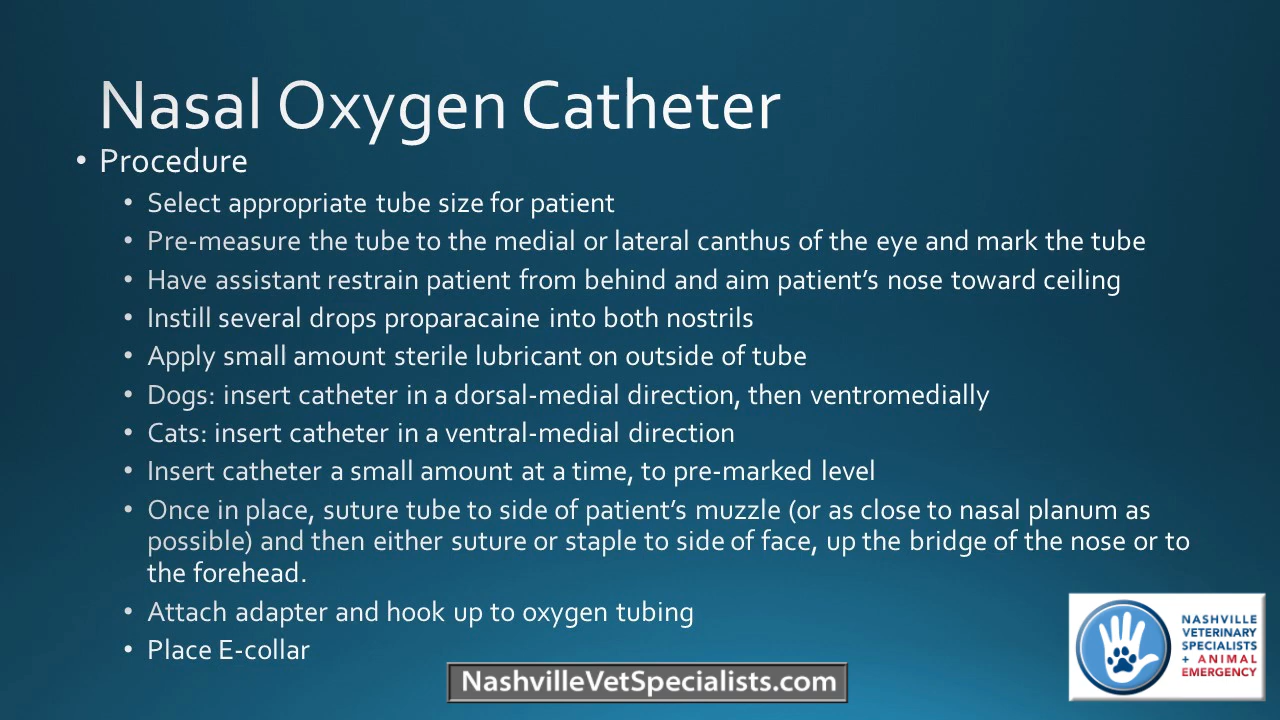 Nasal Oxygen Catheter
• Procedure
• Select appropriate tube size for patient
• Pre-measure the tube to the medial or lateral canthus of the eye and mark the tube
• Have assistant restrain patient from behind and aim patient's nose toward ceiling
• Instill several drops proparacaine into both nostrils
• Apply small amount sterile lubricant on outside of tube
• Dogs: insert catheter in a dorsal-medial direction, then ventromedially
• Cats: insert catheter in a ventral-medial direction
• Insert catheter a small amount at a time, to pre-marked level
• Once in place, suture tube to side of patient's muzzle (or as close to nasal planum as
possible) and then either suture or staple to side of face, up the bridge of the nose or to
the forehead.
• Attach adapter and hook up to oxygen tubing
• Place E-collar
NASHVILLE
VETERINARY
SPECIALISTS
+ ANIMAL
EMERGENCY
NashvilleVetSpecialists.com